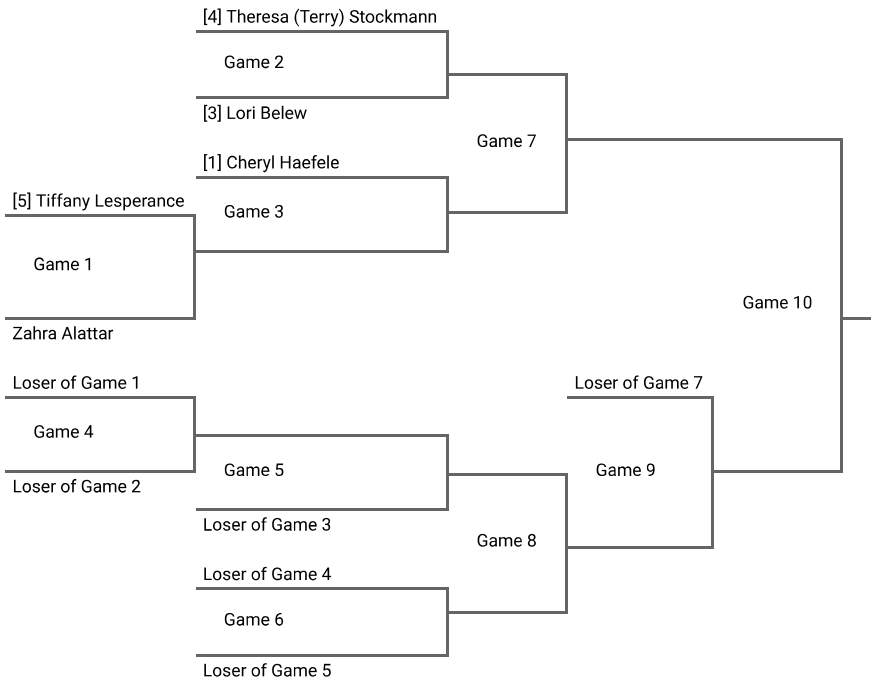 [4] Theresa (Terry) Stockmann
Game 2
[3] Lori Belew
Game 7
[1] Cheryl Haefele
[5] Tiffany Lesperance
Game 3
Game 1
Game 10
Zahra Alattar
Loser of Game 1
Loser of Game 7
Game 4
Game 5
Game 9
Loser of Game 2
Loser of Game 3
Game 8
Loser of Game 4
Game 6
Loser of Game 5